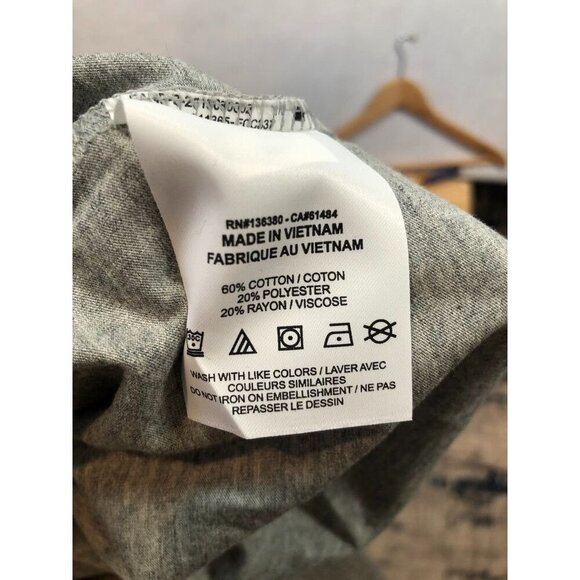 RN#136380 - CA#61484
MADE IN VIETNAM
FABRIQUE AU VIETNAM
60% COTTON / COTON
20% POLYESTER
20% RAYON / VISCOSE
WASH WITH LIKE COLORS / LAVER AVEC
COULEURS SIMILAIRES
DO NOT IRON ON EMBELLISHMENT / NE PAS
REPASSER LE DESSIN